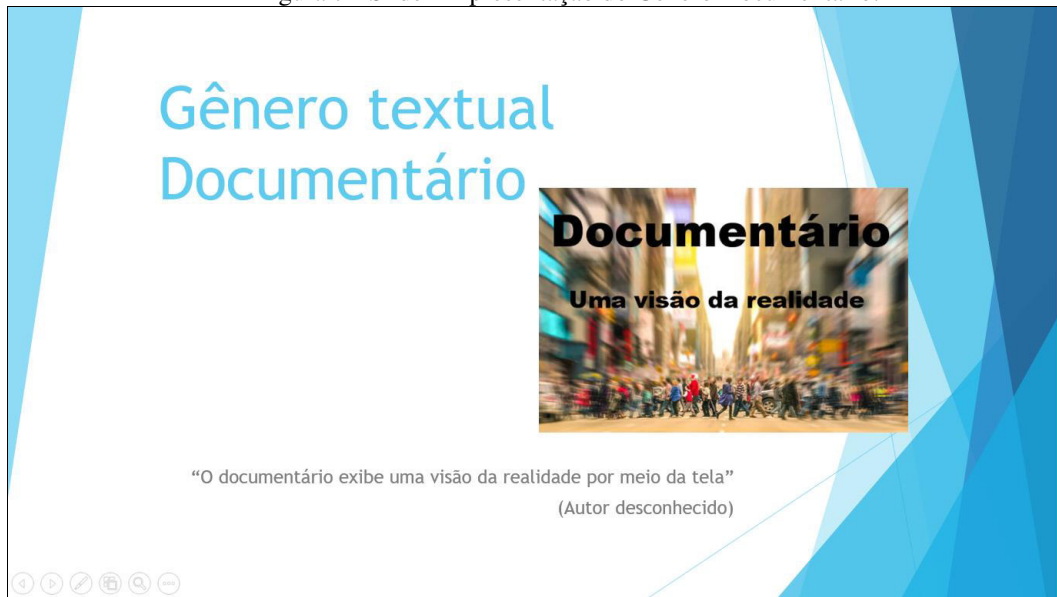 Gênero textual
Documentário
Documentário
Uma visão da realidade
“O documentário exibe uma visão da realidade por meio da tela”
(Autor desconhecido)